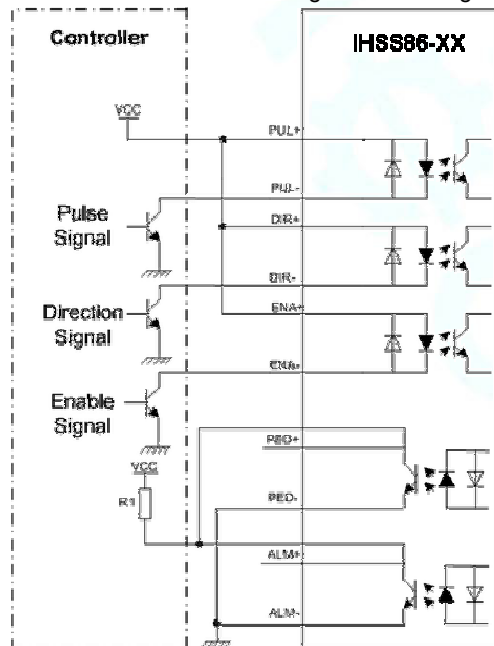 Controller
IHSS86-XX
VCC
PUL+
PUL-
Pulse
Signal
DIR+
DIR-
Direction
Signal
ENA+
ENA-
Enable
Signal
VCC
R1
PED+
PED-
ALM+
ALM-